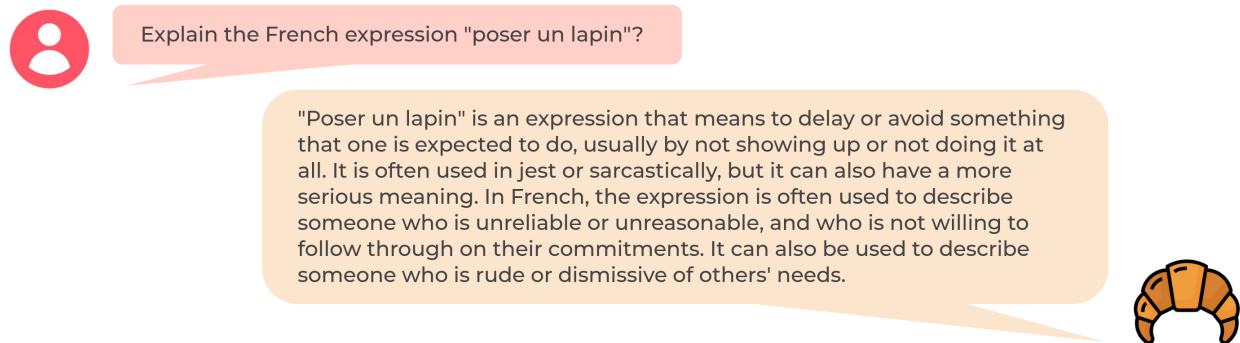 Explain the French expression "poser un lapin"?
"Poser un lapin" is an expression that means to delay or avoid something
that one is expected to do, usually by not showing up or not doing it at
all. It is often used in jest or sarcastically, but it can also have a more
serious meaning. In French, the expression is often used to describe
someone who is unreliable or unreasonable, and who is not willing to
follow through on their commitments. It can also be used to describe
someone who is rude or dismissive of others' needs.